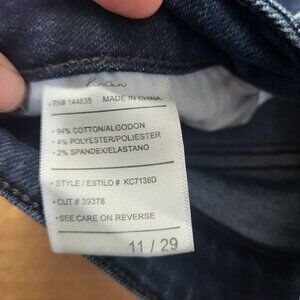 KanCan
• RN# 144635 MADE IN CHINA
• 94% COTTON/ALGODON
• 4% POLYESTER/POLIESTER
• 2% SPANDEX/ELASTANO
• STYLE / ESTILO # KC7138D
• CUT # 39378
• SEE CARE ON REVERSE
11 / 29